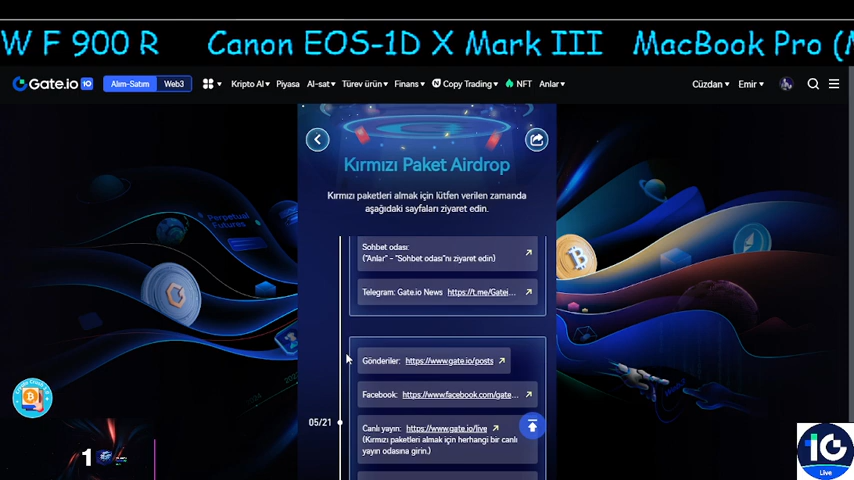 W F 900 R Canon EOS-1D X Mark III MacBook Pro (M
Gate.io 10 Alım-Satım Web3 Kripto Al Piyasa Al-sat Türev ürün Finans Copy Trading NFT Anlar Cüzdan Emir
Kırmızı Paket Airdrop
Kırmızı paketleri almak için lütfen verilen zamanda
aşağıdaki sayfaları ziyaret edin.
Perpetual
Futures
Sohbet odası:
("Anlar" - "Sohbet odası"nı ziyaret edin)
Telegram: Gate.io News https://t.me/Gatei...
Gönderiler: https://www.gate.io/posts
Facebook: https://www.facebook.com/gate...
05/21
Canlı yayın: https://www.gate.io/live
(Kırmızı paketleri almak için herhangi bir canlı
yayın odasına girin.)
1
10
Live